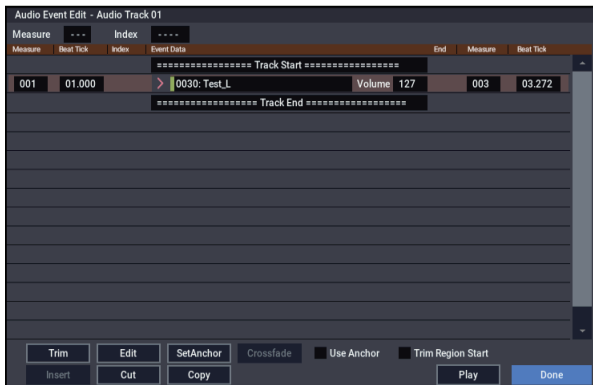 Audio Event Edit - Audio Track 01
Measure --- Index ----
Measure Beat Tick Index Event Data End Measure Beat Tick
================== Track Start ==================
001 01.000 0030: Test_L Volume 127 003 03.272
=================== Track End ===================
Trim Edit SetAnchor Crossfade Use Anchor Trim Region Start
Insert Cut Copy Play Done